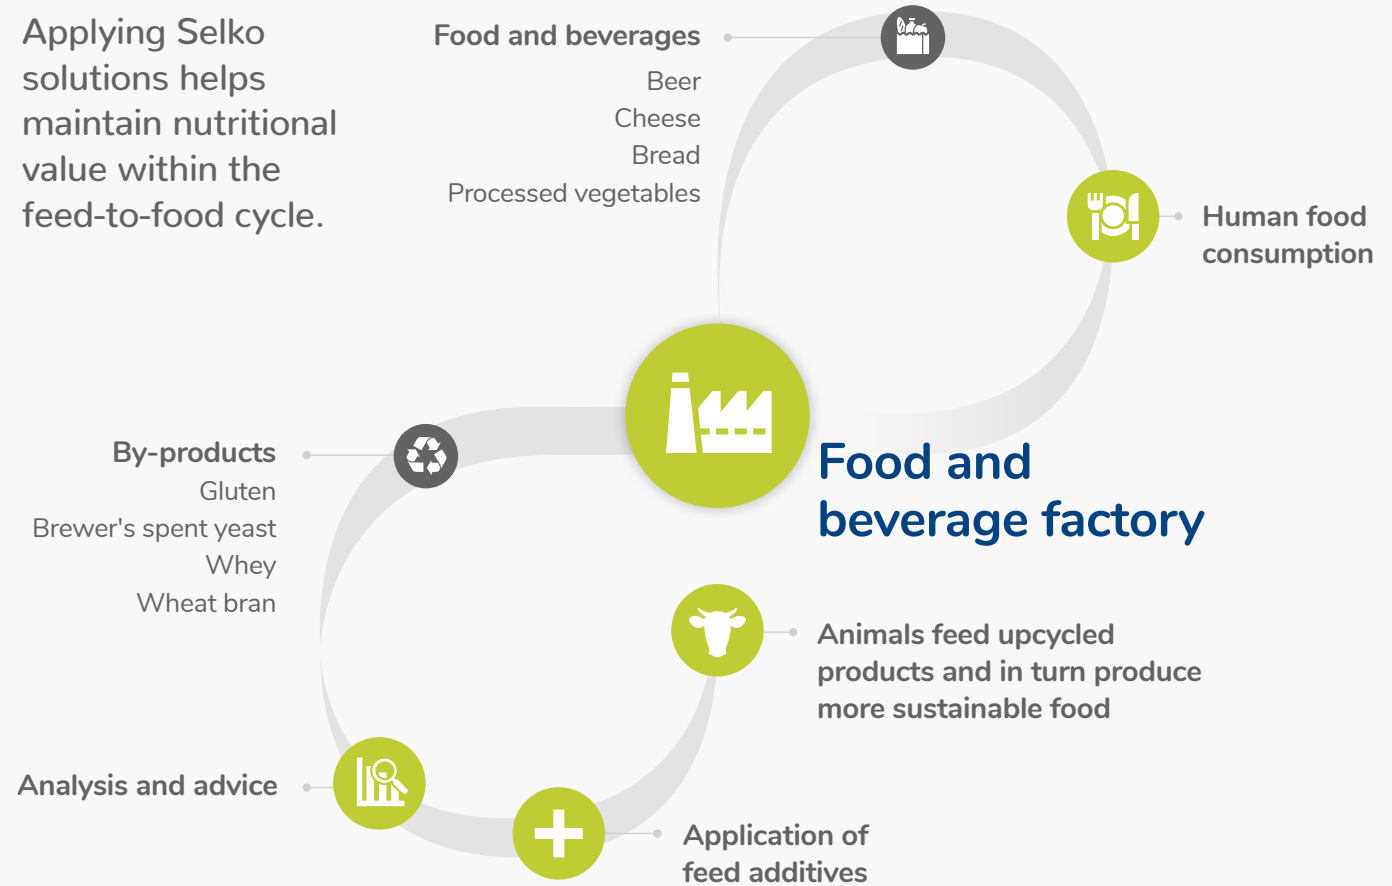 Applying Selko
solutions helps
maintain nutritional
value within the
feed-to-food cycle.
Food and beverages
Beer
Cheese
Bread
Processed vegetables
Human food
consumption
Food and
beverage factory
By-products
Gluten
Brewer's spent yeast
Whey
Wheat bran
Animals feed upcycled
products and in turn produce
more sustainable food
Analysis and advice
Application of
feed additives